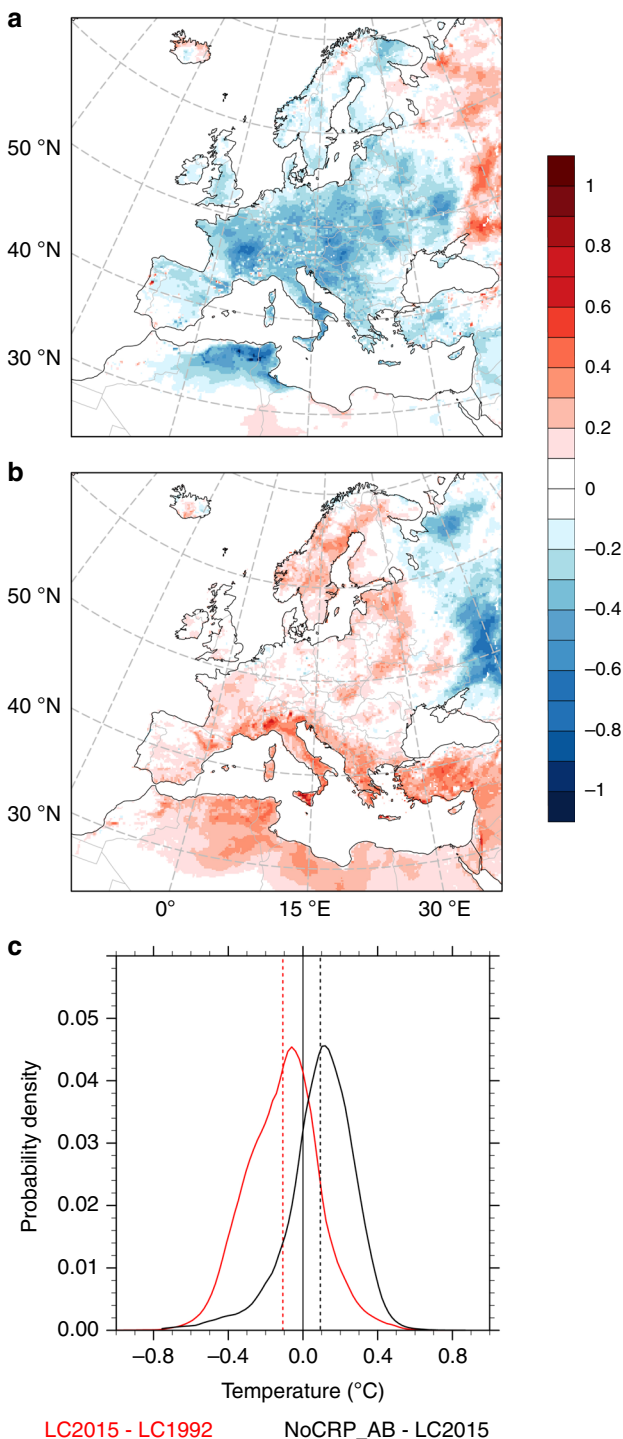 a
50 °N
40 °N
30 °N
1
0.8
0.6
0.4
0.2
0
−0.2
−0.4
−0.6
−0.8
−1
b
50 °N
40 °N
30 °N
0° 15 °E 30 °E
c
0.05
0.04
0.03
0.02
0.01
0.00
Probability density
−0.8 −0.4 0.0 0.4 0.8
Temperature (°C)
LC2015 - LC1992 NoCRP_AB - LC2015